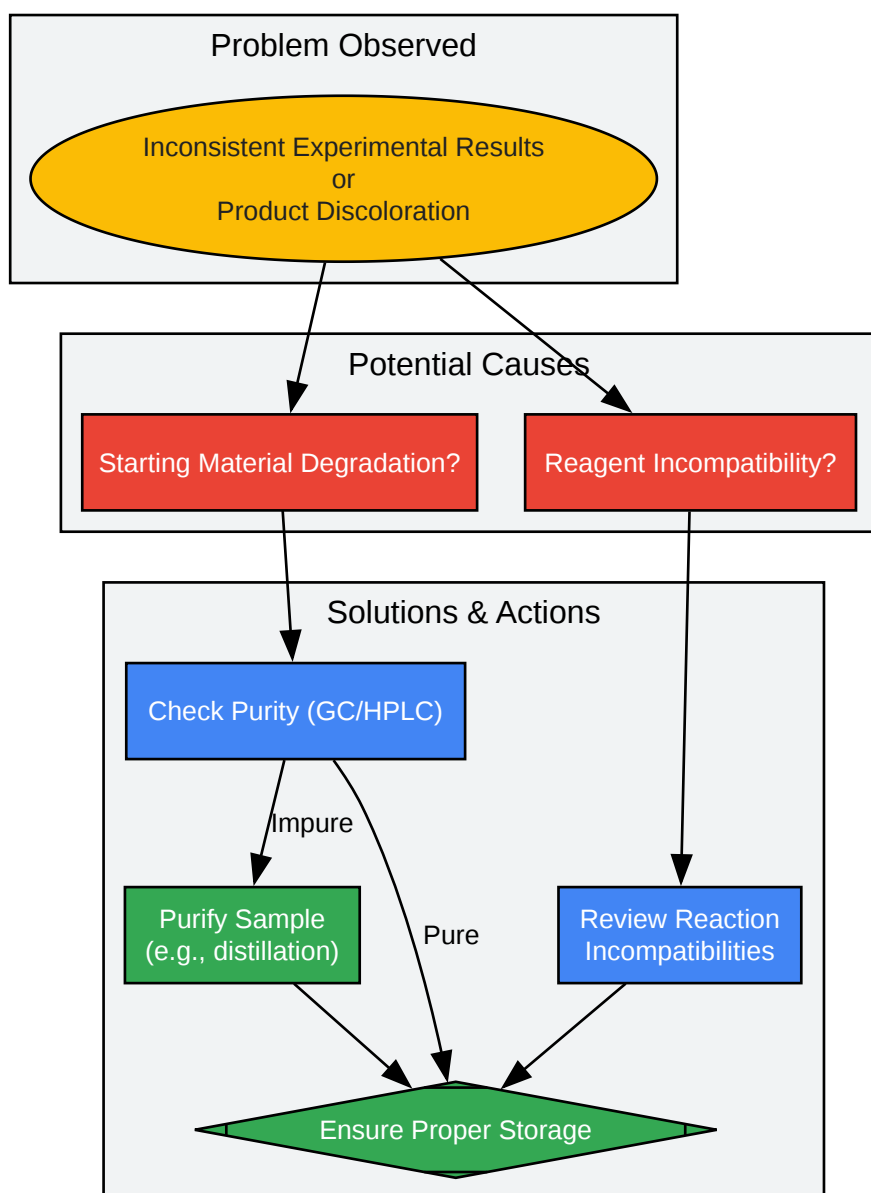 Problem Observed
Inconsistent Experimental Results
or
Product Discoloration
Potential Causes
Starting Material Degradation?
Reagent Incompatibility?
Solutions & Actions
Check Purity (GC/HPLC)
Impure
Purify Sample
(e.g., distillation)
Pure
Review Reaction
Incompatibilities
Ensure Proper Storage